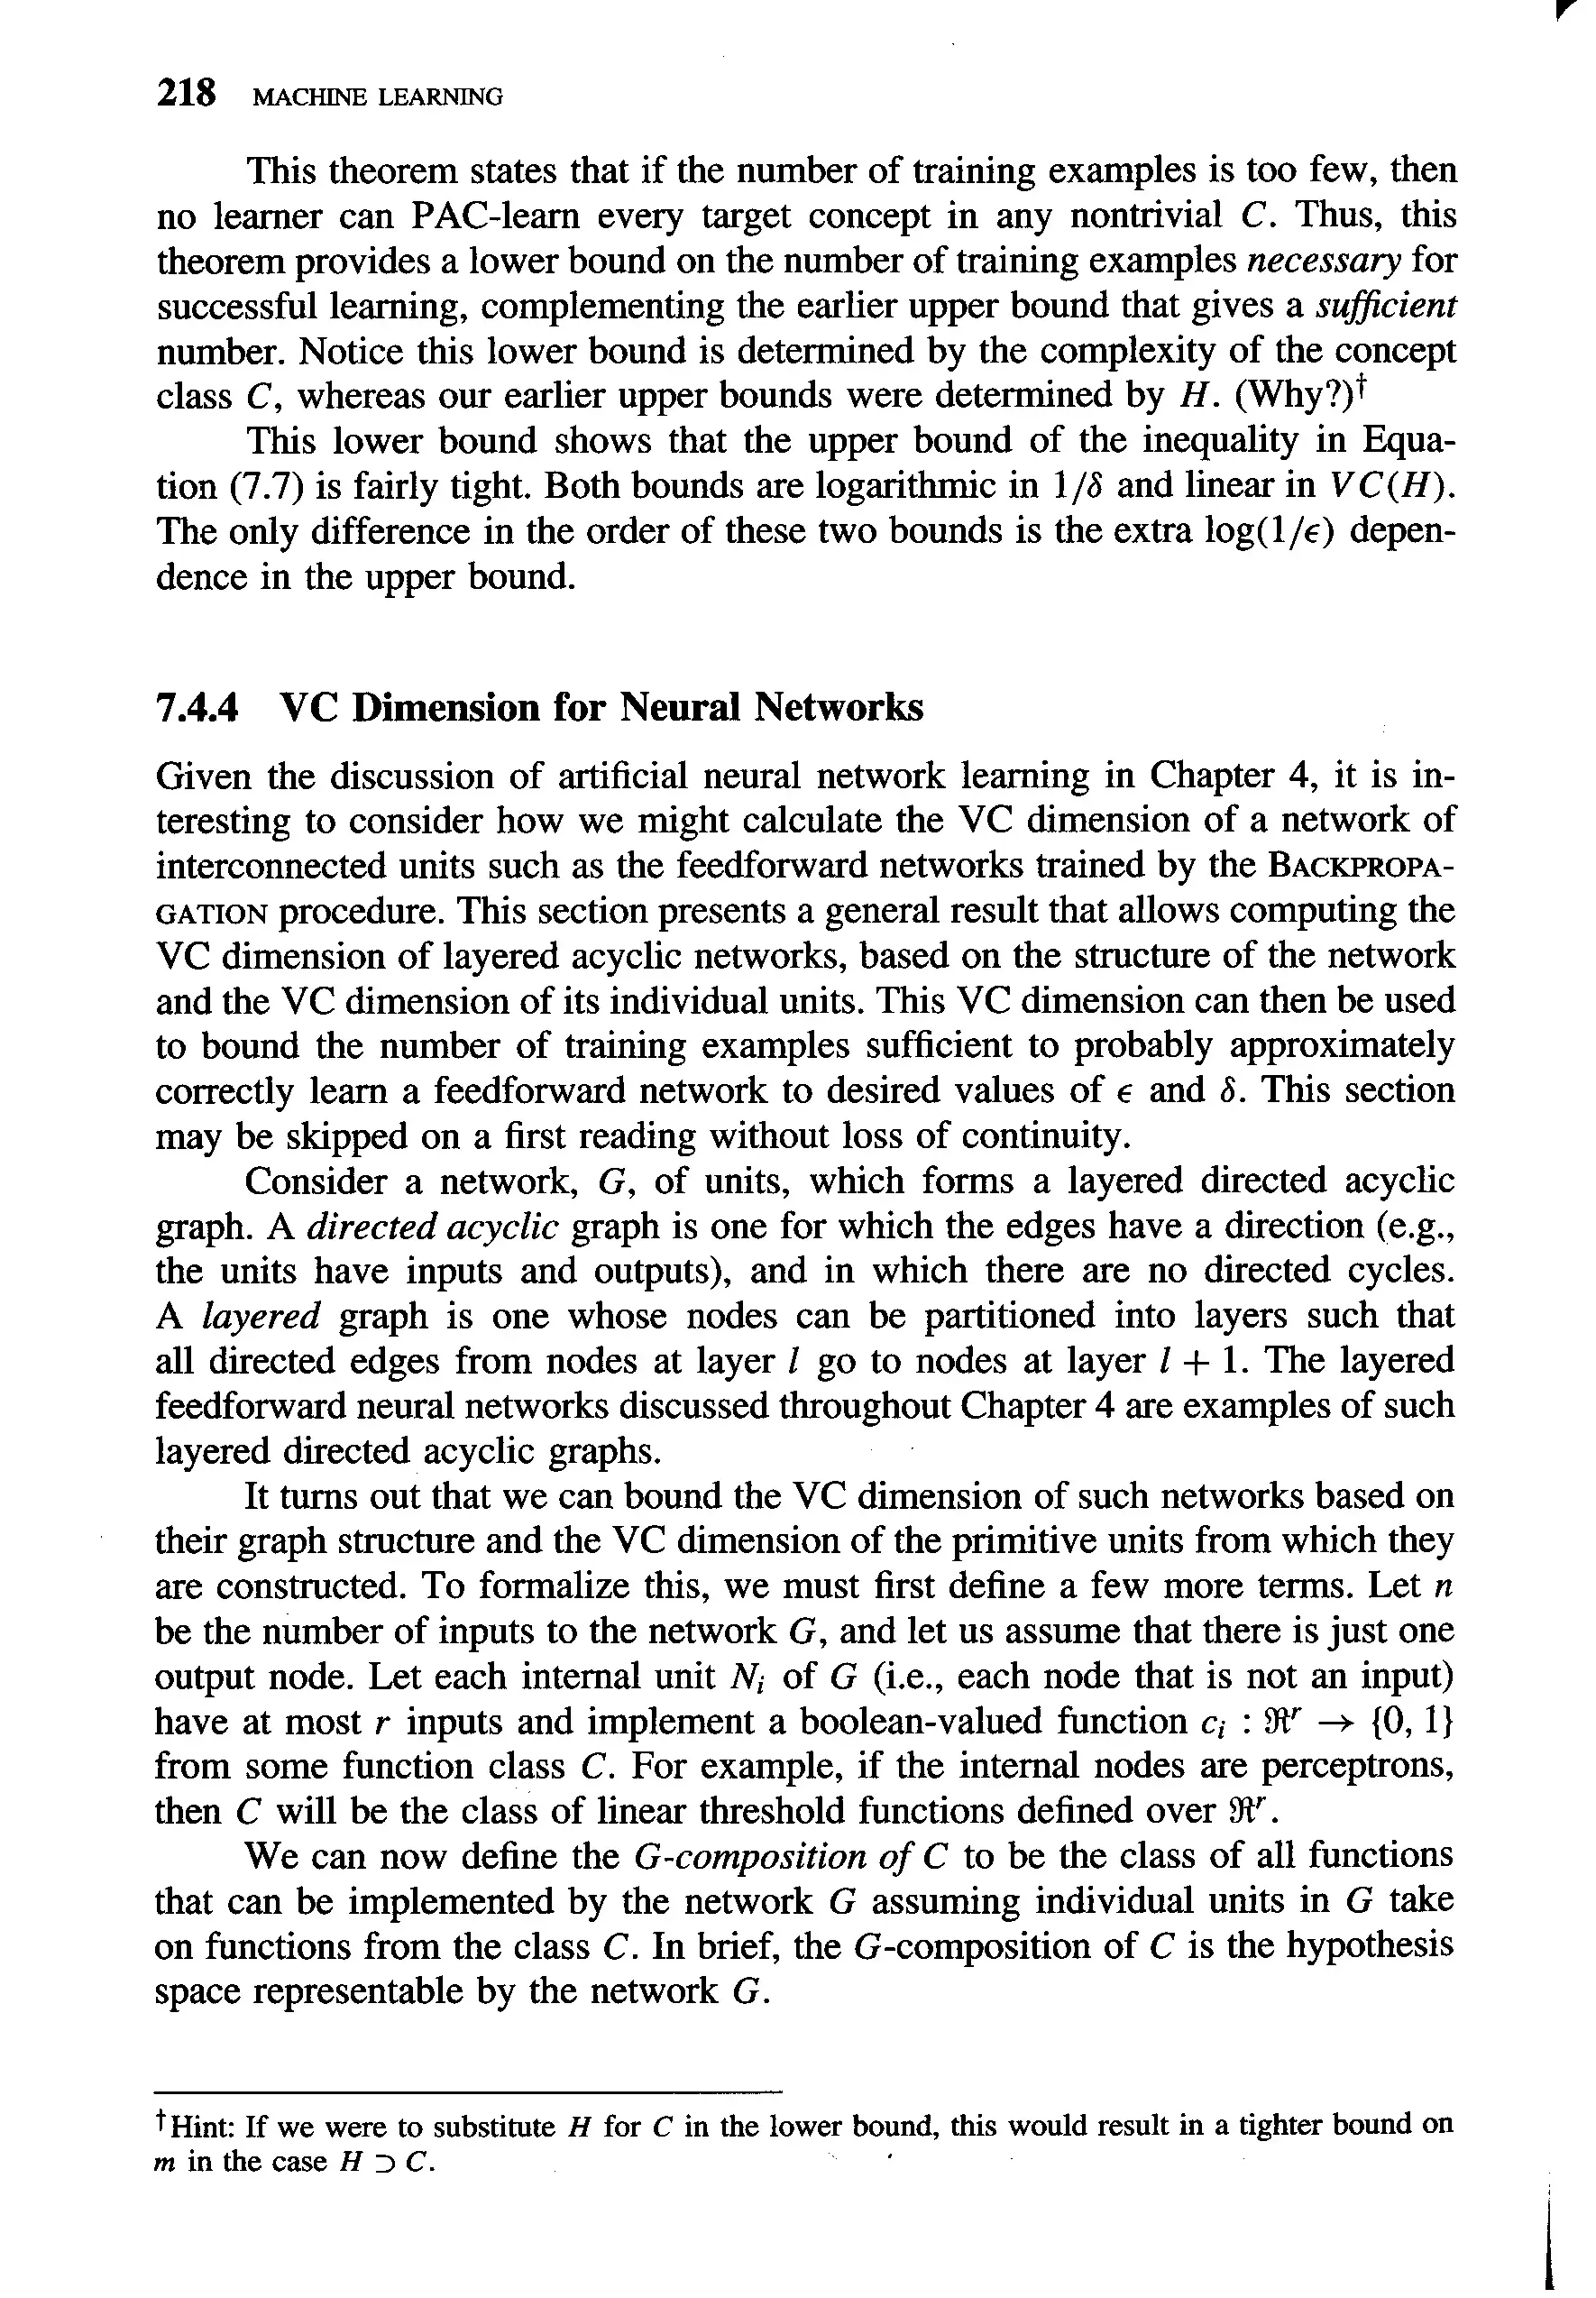 218 MACHINE LEARNING
This theorem states that if the number of training examples is too few, then
no learner can PAC-learn every target concept in any nontrivial C. Thus, this
theorem provides a lower bound on the number of training examples necessary for
successful learning, complementing the earlier upper bound that gives a sufficient
number. Notice this lower bound is determined by the complexity of the concept
class C, whereas our earlier upper bounds were determined by H. (Why?)†
This lower bound shows that the upper bound of the inequality in Equa-
tion (7.7) is fairly tight. Both bounds are logarithmic in 1/δ and linear in VC(H).
The only difference in the order of these two bounds is the extra log(1/ϵ) depen-
dence in the upper bound.
7.4.4 VC Dimension for Neural Networks
Given the discussion of artificial neural network learning in Chapter 4, it is in-
teresting to consider how we might calculate the VC dimension of a network of
interconnected units such as the feedforward networks trained by the BACKPROPA-
GATION procedure. This section presents a general result that allows computing the
VC dimension of layered acyclic networks, based on the structure of the network
and the VC dimension of its individual units. This VC dimension can then be used
to bound the number of training examples sufficient to probably approximately
correctly learn a feedforward network to desired values of ϵ and δ. This section
may be skipped on a first reading without loss of continuity.
Consider a network, G, of units, which forms a layered directed acyclic
graph. A directed acyclic graph is one for which the edges have a direction (e.g.,
the units have inputs and outputs), and in which there are no directed cycles.
A layered graph is one whose nodes can be partitioned into layers such that
all directed edges from nodes at layer l go to nodes at layer l + 1. The layered
feedforward neural networks discussed throughout Chapter 4 are examples of such
layered directed acyclic graphs.
It turns out that we can bound the VC dimension of such networks based on
their graph structure and the VC dimension of the primitive units from which they
are constructed. To formalize this, we must first define a few more terms. Let n
be the number of inputs to the network G, and let us assume that there is just one
output node. Let each internal unit Nᵢ of G (i.e., each node that is not an input)
have at most r inputs and implement a boolean-valued function cᵢ : ℜʳ → {0, 1}
from some function class C. For example, if the internal nodes are perceptrons,
then C will be the class of linear threshold functions defined over ℜʳ.
We can now define the G-composition of C to be the class of all functions
that can be implemented by the network G assuming individual units in G take
on functions from the class C. In brief, the G-composition of C is the hypothesis
space representable by the network G.
†Hint: If we were to substitute H for C in the lower bound, this would result in a tighter bound on
m in the case H ⊃ C.